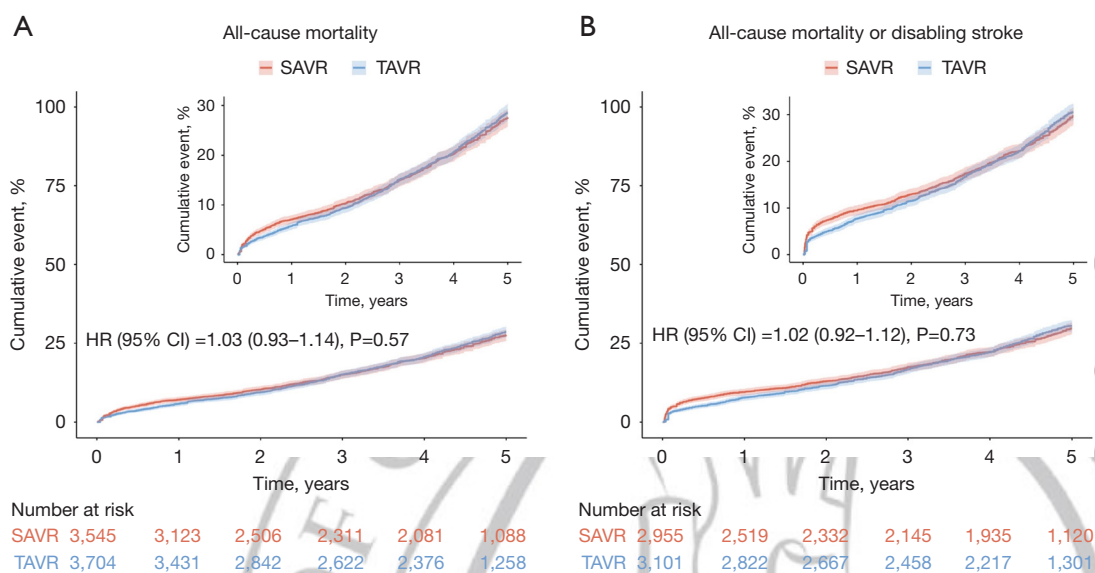 A
All-cause mortality
SAVR TAVR
Cumulative event, %
100
75
50
25
0
Cumulative event, %
30
20
10
0
0 1 2 3 4 5
Time, years
HR (95% CI) =1.03 (0.93–1.14), P=0.57
0 1 2 3 4 5
Time, years
Number at risk
SAVR 3,545 3,123 2,506 2,311 2,081 1,088
TAVR 3,704 3,431 2,842 2,622 2,376 1,258
B
All-cause mortality or disabling stroke
SAVR TAVR
Cumulative event, %
100
75
50
25
0
Cumulative event, %
30
20
10
0
0 1 2 3 4 5
Time, years
HR (95% CI) =1.02 (0.92–1.12), P=0.73
0 1 2 3 4 5
Time, years
Number at risk
SAVR 2,955 2,519 2,332 2,145 1,935 1,120
TAVR 3,101 2,822 2,667 2,458 2,217 1,301